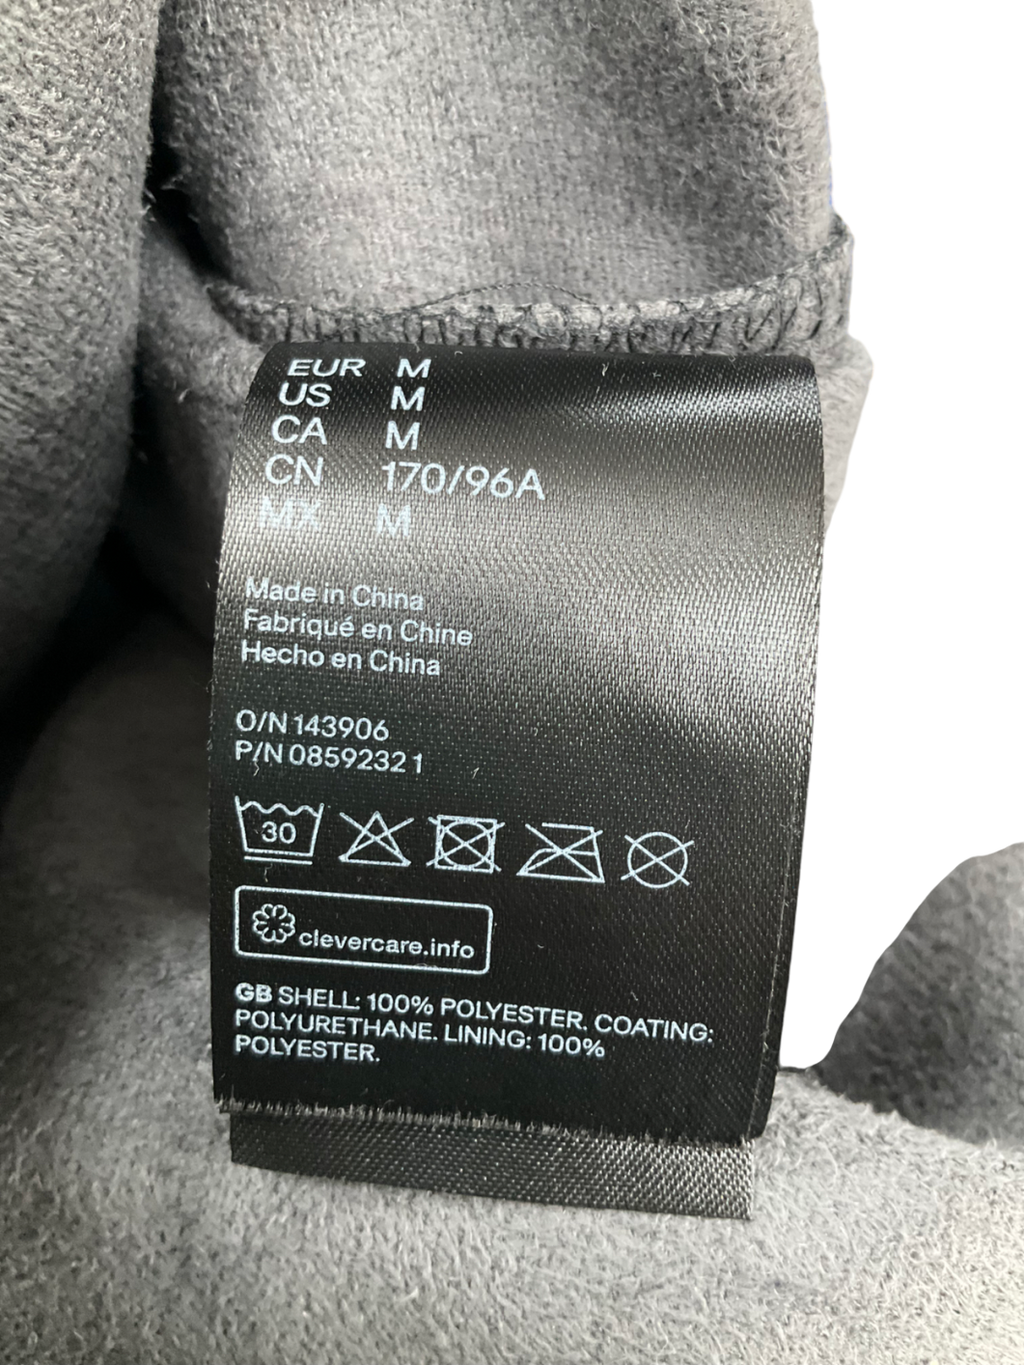 EUR M
US M
CA M
CN 170/96A
MX M
Made in China
Fabriqué en Chine
Hecho en China
O/N 143906
P/N 08592321
30
clevercare.info
GB SHELL: 100% POLYESTER. COATING:
POLYURETHANE. LINING: 100%
POLYESTER.